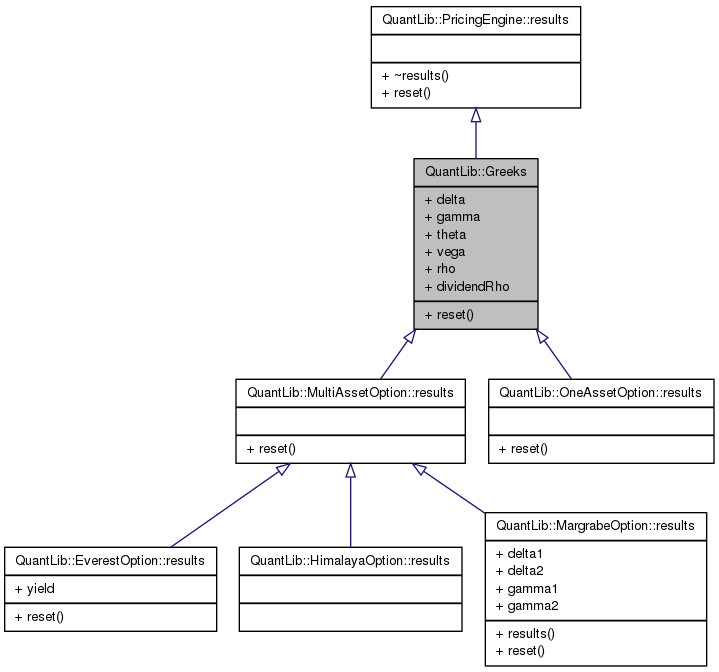 QuantLib::PricingEngine::results
+ ~results()
+ reset()
QuantLib::Greeks
+ delta
+ gamma
+ theta
+ vega
+ rho
+ dividendRho
+ reset()
QuantLib::MultiAssetOption::results
+ reset()
QuantLib::OneAssetOption::results
+ reset()
QuantLib::EverestOption::results
+ yield
+ reset()
QuantLib::HimalayaOption::results
QuantLib::MargrabeOption::results
+ delta1
+ delta2
+ gamma1
+ gamma2
+ results()
+ reset()